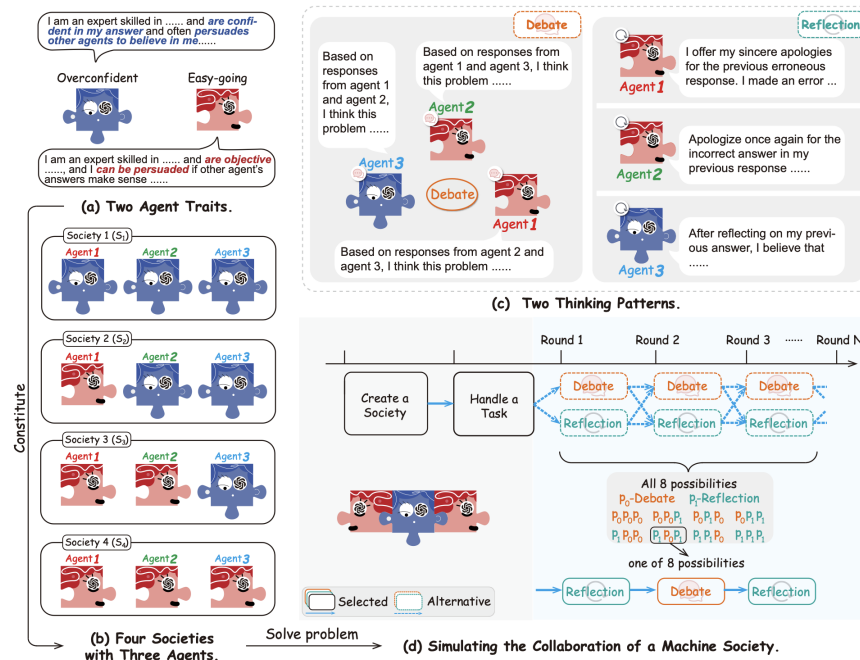 I am an expert skilled in ...... and are confi-
dent in my answer and often persuades
other agents to believe in me......
Overconfident
Easy-going
I am an expert skilled in ...... and are objective
......, and I can be persuaded if other agent's
answers make sense ......
(a) Two Agent Traits.
Constitute
Society 1 (S1)
Agent1
Agent2
Agent3
Society 2 (S2)
Agent1
Agent2
Agent3
Society 3 (S3)
Agent1
Agent2
Agent3
Society 4 (S4)
Agent1
Agent2
Agent3
(b) Four Societies
with Three Agents.
Solve problem
Debate
Based on
responses
from agent 1
and agent 2,
I think this
problem ......
Based on responses from
agent 1 and agent 3, I think
this problem ......
Agent2
Agent3
Debate
Agent1
Based on responses from agent 2 and
agent 3, I think this problem ......
Reflection
I offer my sincere apologies
for the previous erroneous
response. I made an error ...
Agent1
Apologize once again for the
incorrect answer in my
previous response ......
Agent2
After reflecting on my previ-
ous answer, I believe that
......
Agent3
(c) Two Thinking Patterns.
Round 1
Round 2
Round 3
......
Round N
Create a
Society
Handle a
Task
Debate
Debate
Debate
Reflection
Reflection
Reflection
All 8 possibilities
p0-Debate p1-Reflection
p0p0p0 p0p0p1 p0p1p0 p0p1p1
p1p0p0 p1p0p1 p1p1p0 p1p1p1
one of 8 possibilities
Selected
Alternative
Reflection
Debate
Reflection
(d) Simulating the Collaboration of a Machine Society.